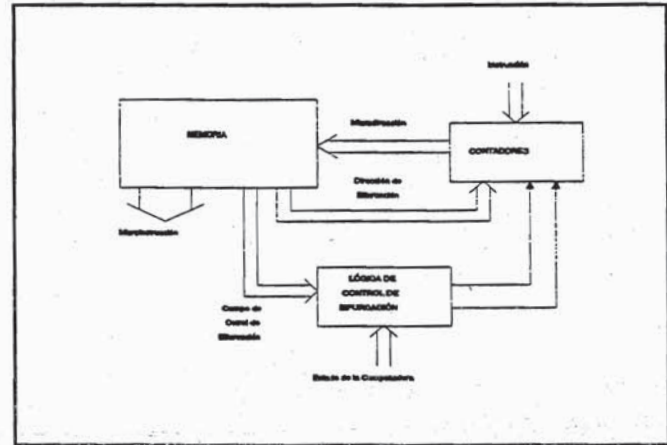 Instrucción
MEMORIA
Microdirección
CONTADORES
Dirección de
Bifurcación
Microinstrucción
LÓGICA DE
CONTROL DE
BIFURCACIÓN
Campo de
Control de
Bifurcación
Estado de la Computadora